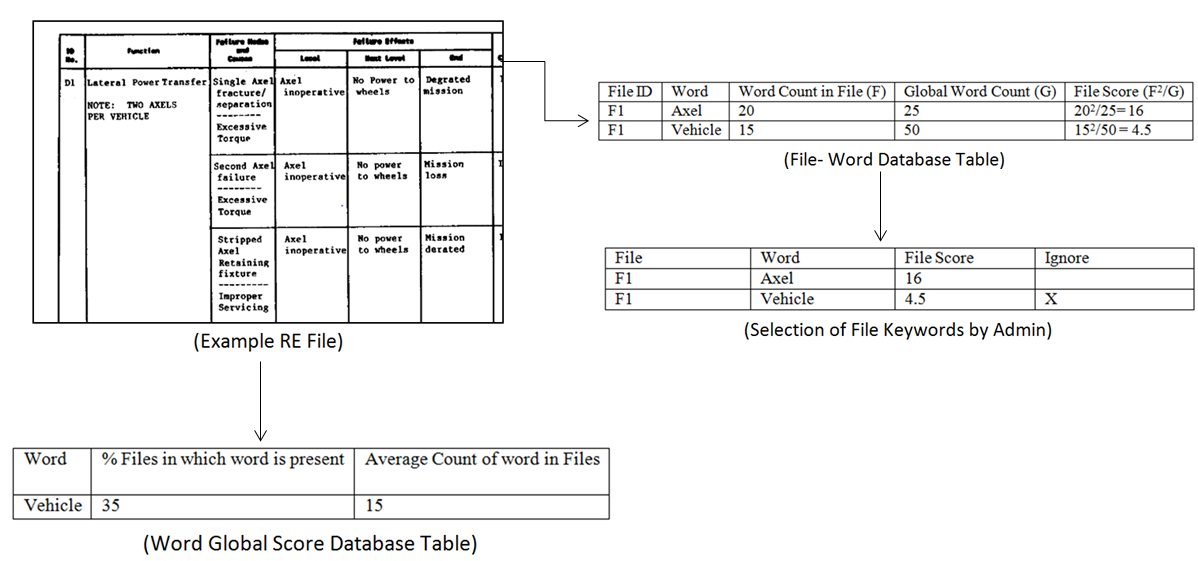 ID No. Function Failure Modes and Causes Failure Effects
Local Next Level End
D1 Lateral Power Transfer
NOTE: TWO AXELS
PER VEHICLE
Single Axel
fracture/
separation
--------
Excessive
Torque
Axel
inoperative
No Power to
wheels
Degrated
mission
Second Axel
failure
--------
Excessive
Torque
Axel
inoperative
No power
to wheels
Mission
loss
Stripped
Axel
Retaining
fixture
---------
Improper
Servicing
Axel
inoperative
No power
to wheels
Mission
derated
(Example RE File)
File ID Word Word Count in File (F) Global Word Count (G) File Score (F²/G)
F1 Axel 20 25 20²/25= 16
F1 Vehicle 15 50 15²/50 = 4.5
(File- Word Database Table)
File Word File Score Ignore
F1 Axel 16
F1 Vehicle 4.5 X
(Selection of File Keywords by Admin)
Word % Files in which word is present Average Count of word in Files
Vehicle 35 15
(Word Global Score Database Table)